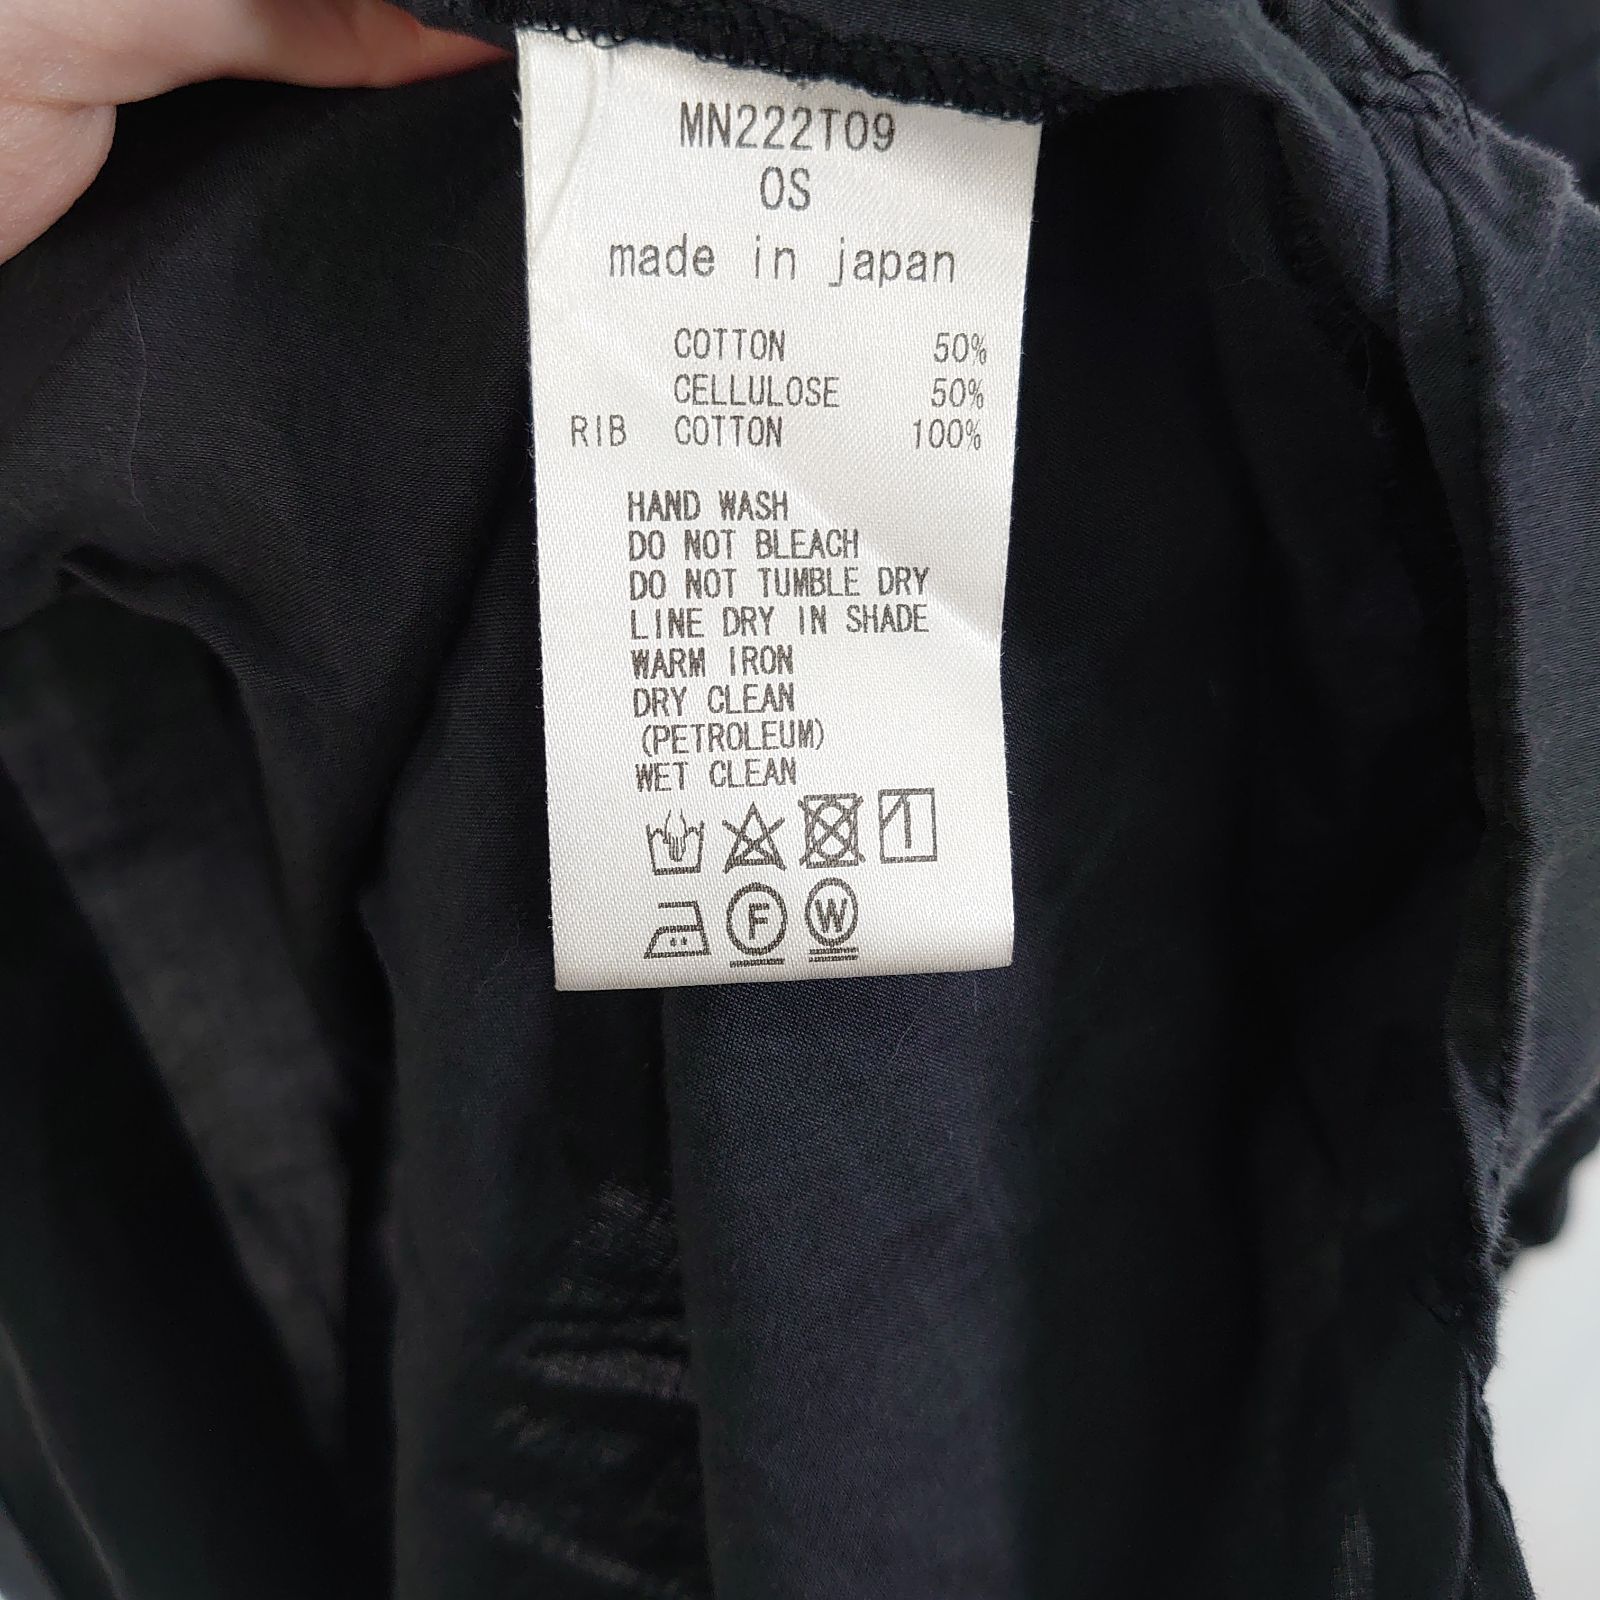 MN222T09
OS
made in japan
COTTON 50%
CELLULOSE 50%
RIB COTTON 100%
HAND WASH
DO NOT BLEACH
DO NOT TUMBLE DRY
LINE DRY IN SHADE
WARM IRON
DRY CLEAN
(PETROLEUM)
WET CLEAN
F W